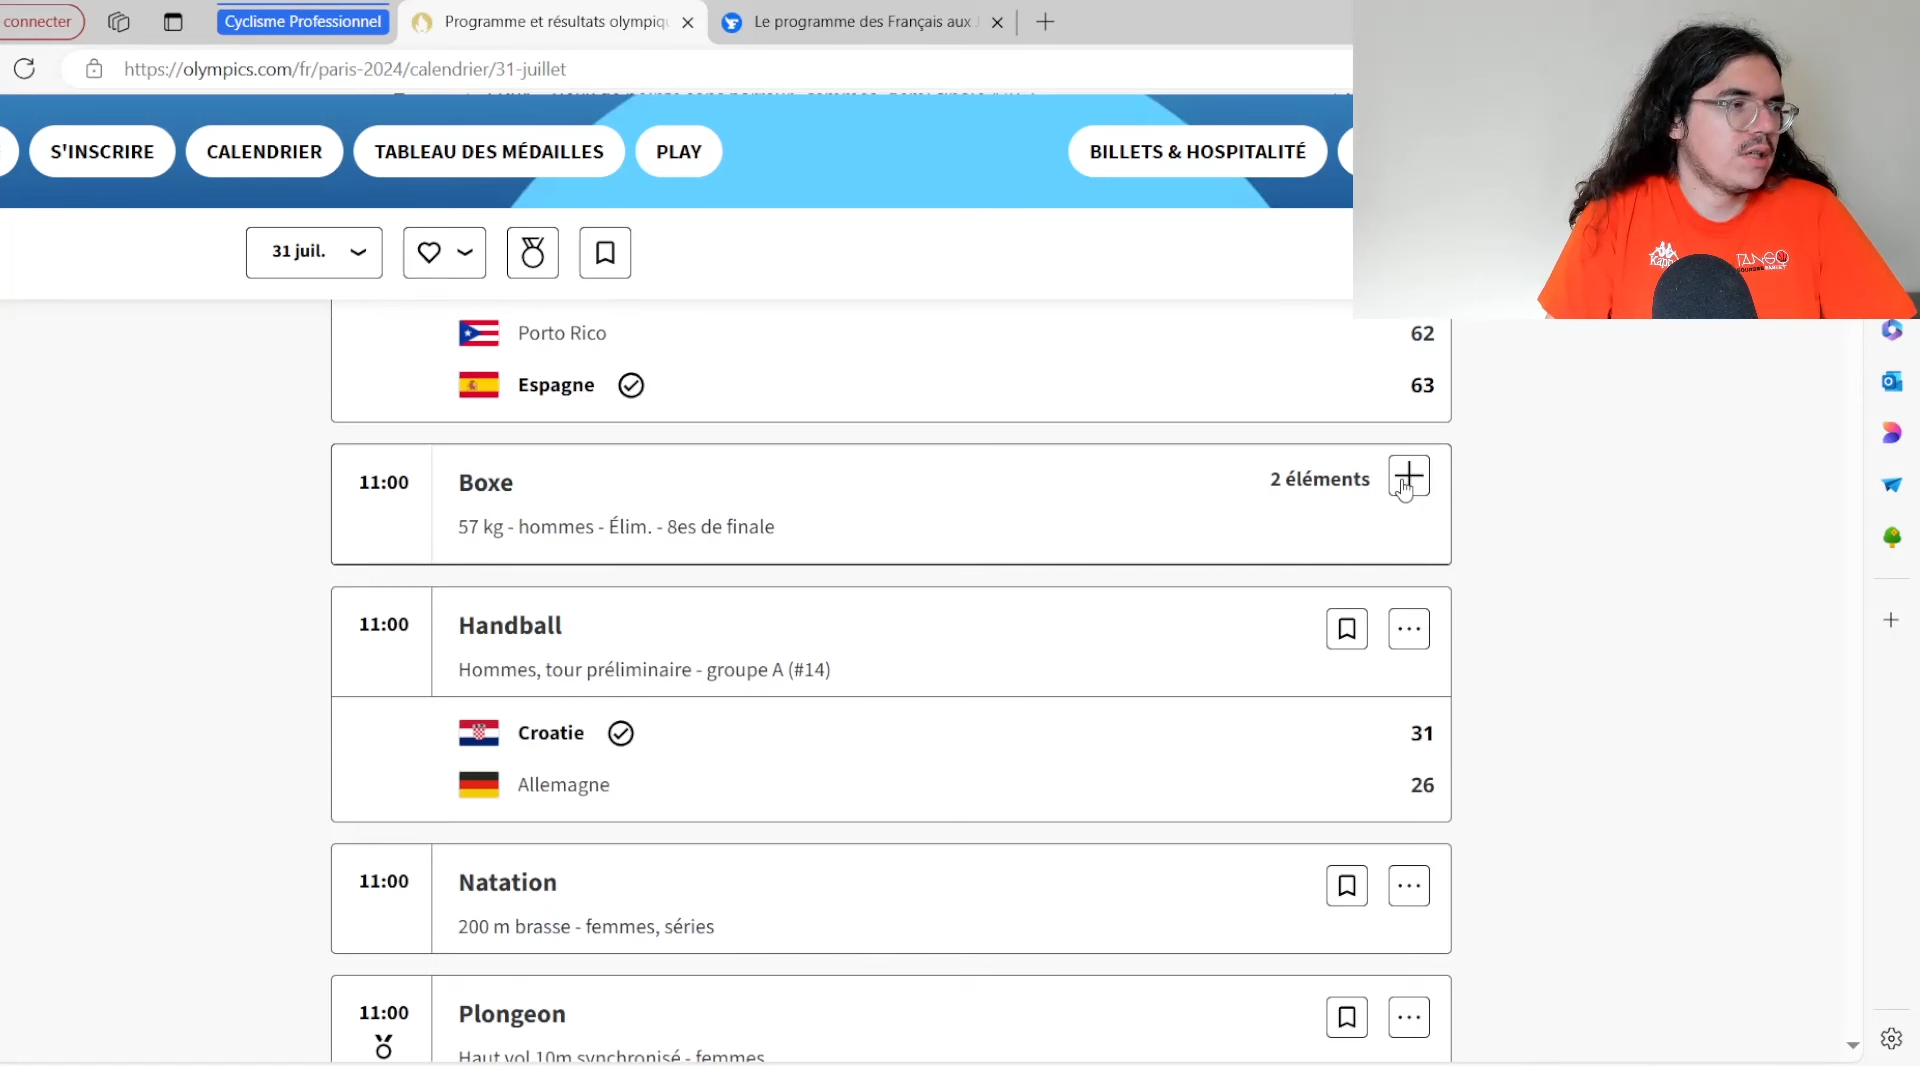 connecter
Cyclisme Professionnel
Programme et résultats olympiqu
Le programme des Français aux J
https://olympics.com/fr/paris-2024/calendrier/31-juillet
S'INSCRIRE
CALENDRIER
TABLEAU DES MÉDAILLES
PLAY
BILLETS & HOSPITALITÉ
31 juil.
Porto Rico
62
Espagne
63
11:00
Boxe
2 éléments
57 kg - hommes - Élim. - 8es de finale
11:00
Handball
Hommes, tour préliminaire - groupe A (#14)
Croatie
31
Allemagne
26
11:00
Natation
200 m brasse - femmes, séries
11:00
Plongeon
Haut vol 10m synchronisé - femmes
Kappa
TANGO